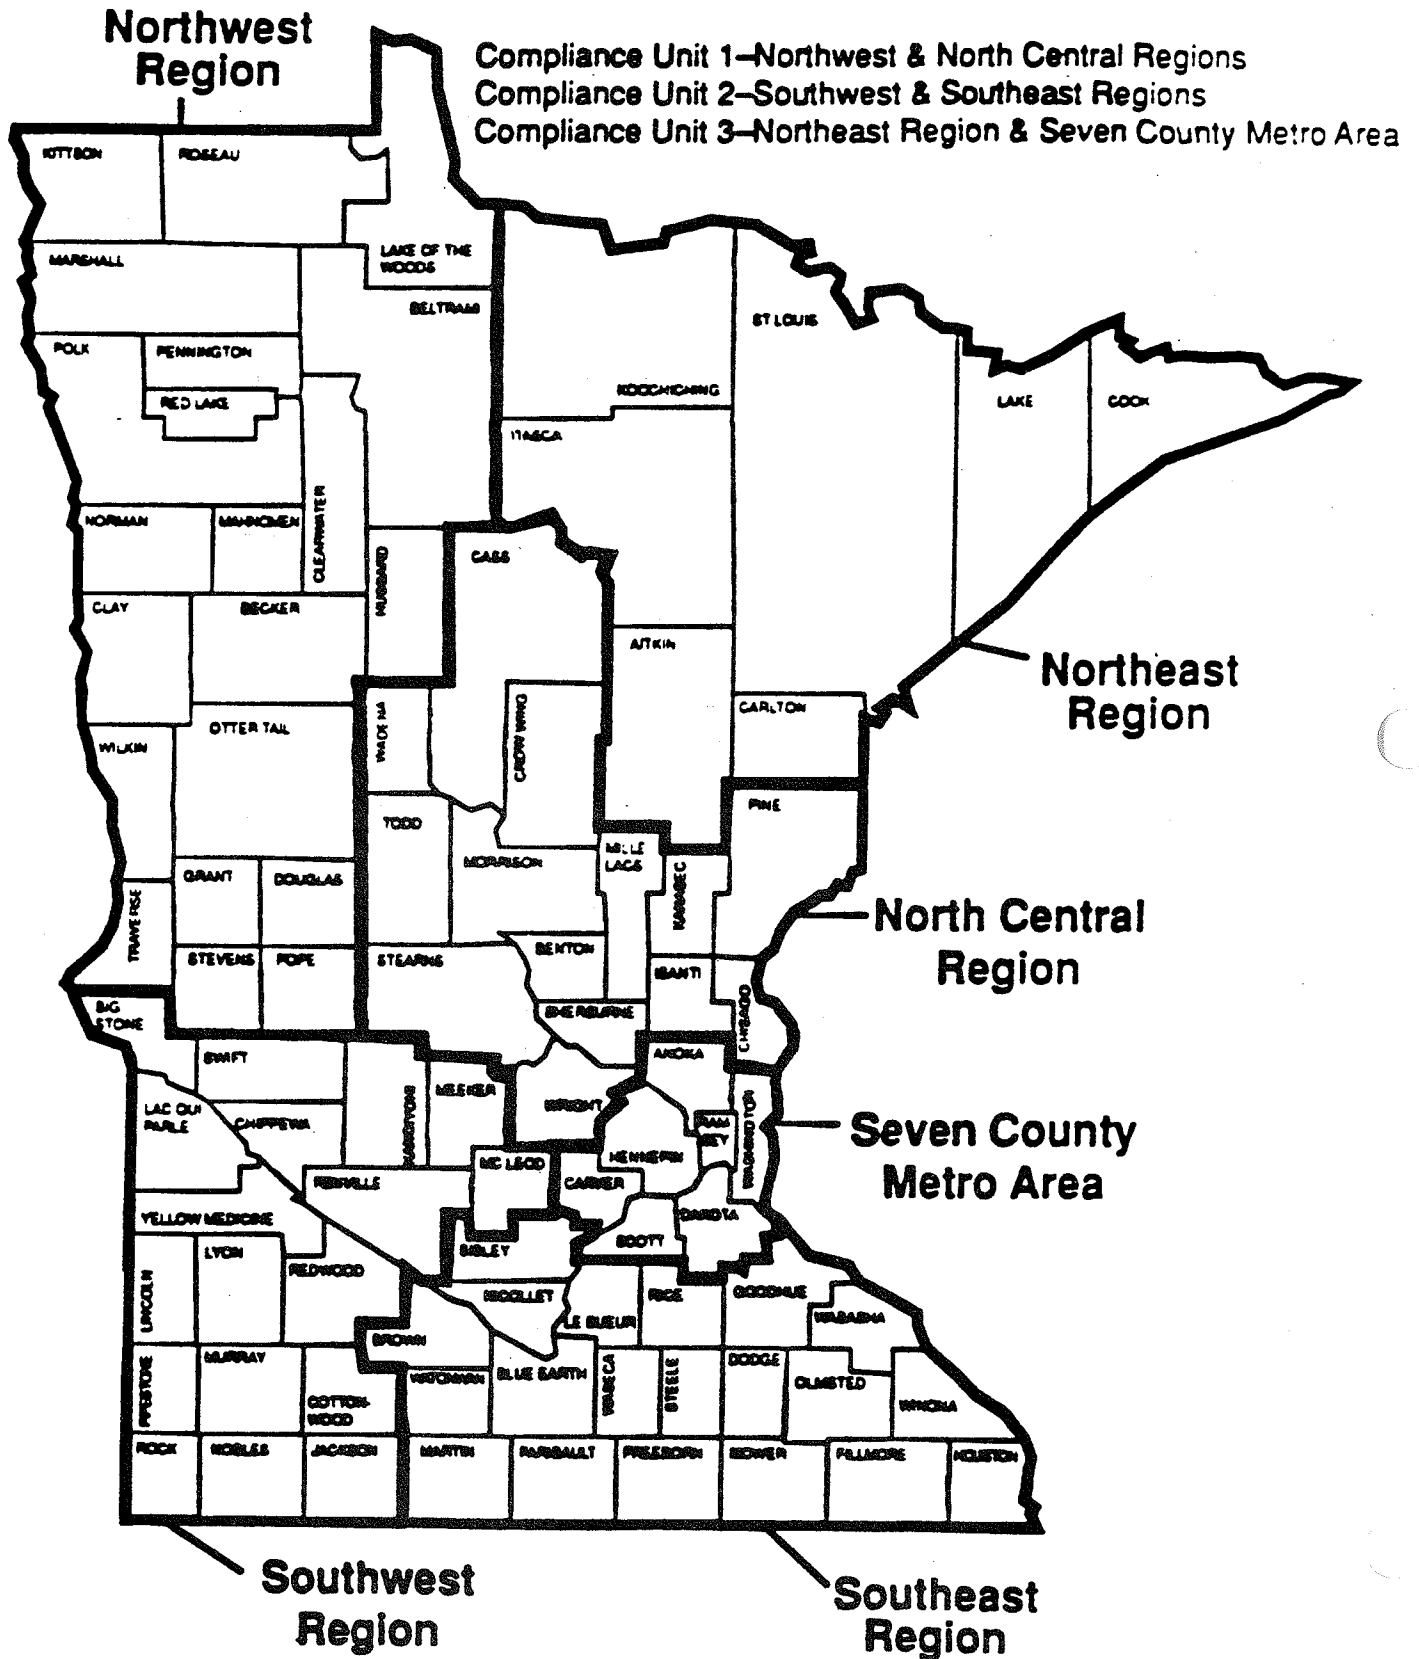 Northwest
Region
Compliance Unit 1–Northwest & North Central Regions
Compliance Unit 2–Southwest & Southeast Regions
Compliance Unit 3–Northeast Region & Seven County Metro Area
KITTSON
ROSEAU
LAKE OF THE
WOODS
MARSHALL
BELTRAMI
ST LOUIS
POLK
PENNINGTON
KOOCHICHING
RED LAKE
LAKE
COOK
ITASCA
CLEARWATER
NORMAN
MAHNOMEN
HUBBARD
CASS
CLAY
BECKER
AITKIN
Northeast
Region
WADENA
CROW WING
CARLTON
OTTER TAIL
WILKIN
PINE
TODD
MORRISON
MILLE
LACS
KANABEC
GRANT
DOUGLAS
TRAVERSE
North Central
Region
STEVENS
POPE
STEARNS
BENTON
ISANTI
CHISAGO
BIG
STONE
SHERBURNE
SWIFT
ANOKA
KANDIYOHI
MEEKER
WRIGHT
LAC QUI
PARLE
CHIPPEWA
RAM
SEY
WASHINGTON
Seven County
Metro Area
HENNEPIN
MC LEOD
CARVER
RENVILLE
YELLOW MEDICINE
DAKOTA
SCOTT
SIBLEY
LYON
REDWOOD
LINCOLN
NICOLLET
RICE
GOODHUE
LE SUEUR
WABASHA
BROWN
PIPESTONE
MURRAY
COTTON-
WOOD
WATONWAN
BLUE EARTH
WASECA
STEELE
DODGE
OLMSTED
WINONA
ROCK
NOBLES
JACKSON
MARTIN
FARIBAULT
FREEBORN
MOWER
FILLMORE
HOUSTON
Southwest
Region
Southeast
Region